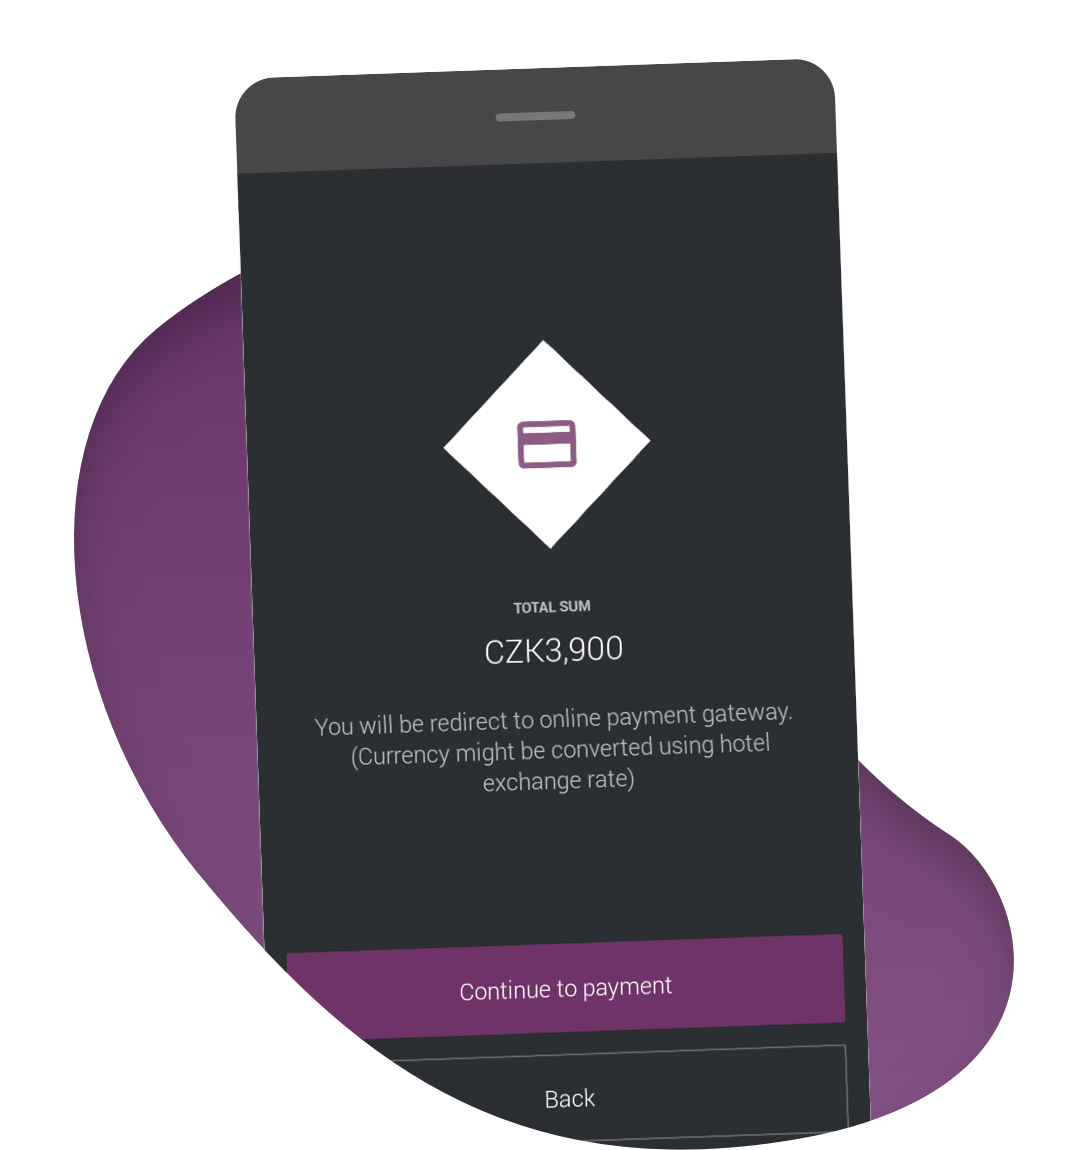 TOTAL SUM
CZK3,900
You will be redirect to online payment gateway.
(Currency might be converted using hotel
exchange rate)
Continue to payment
Back